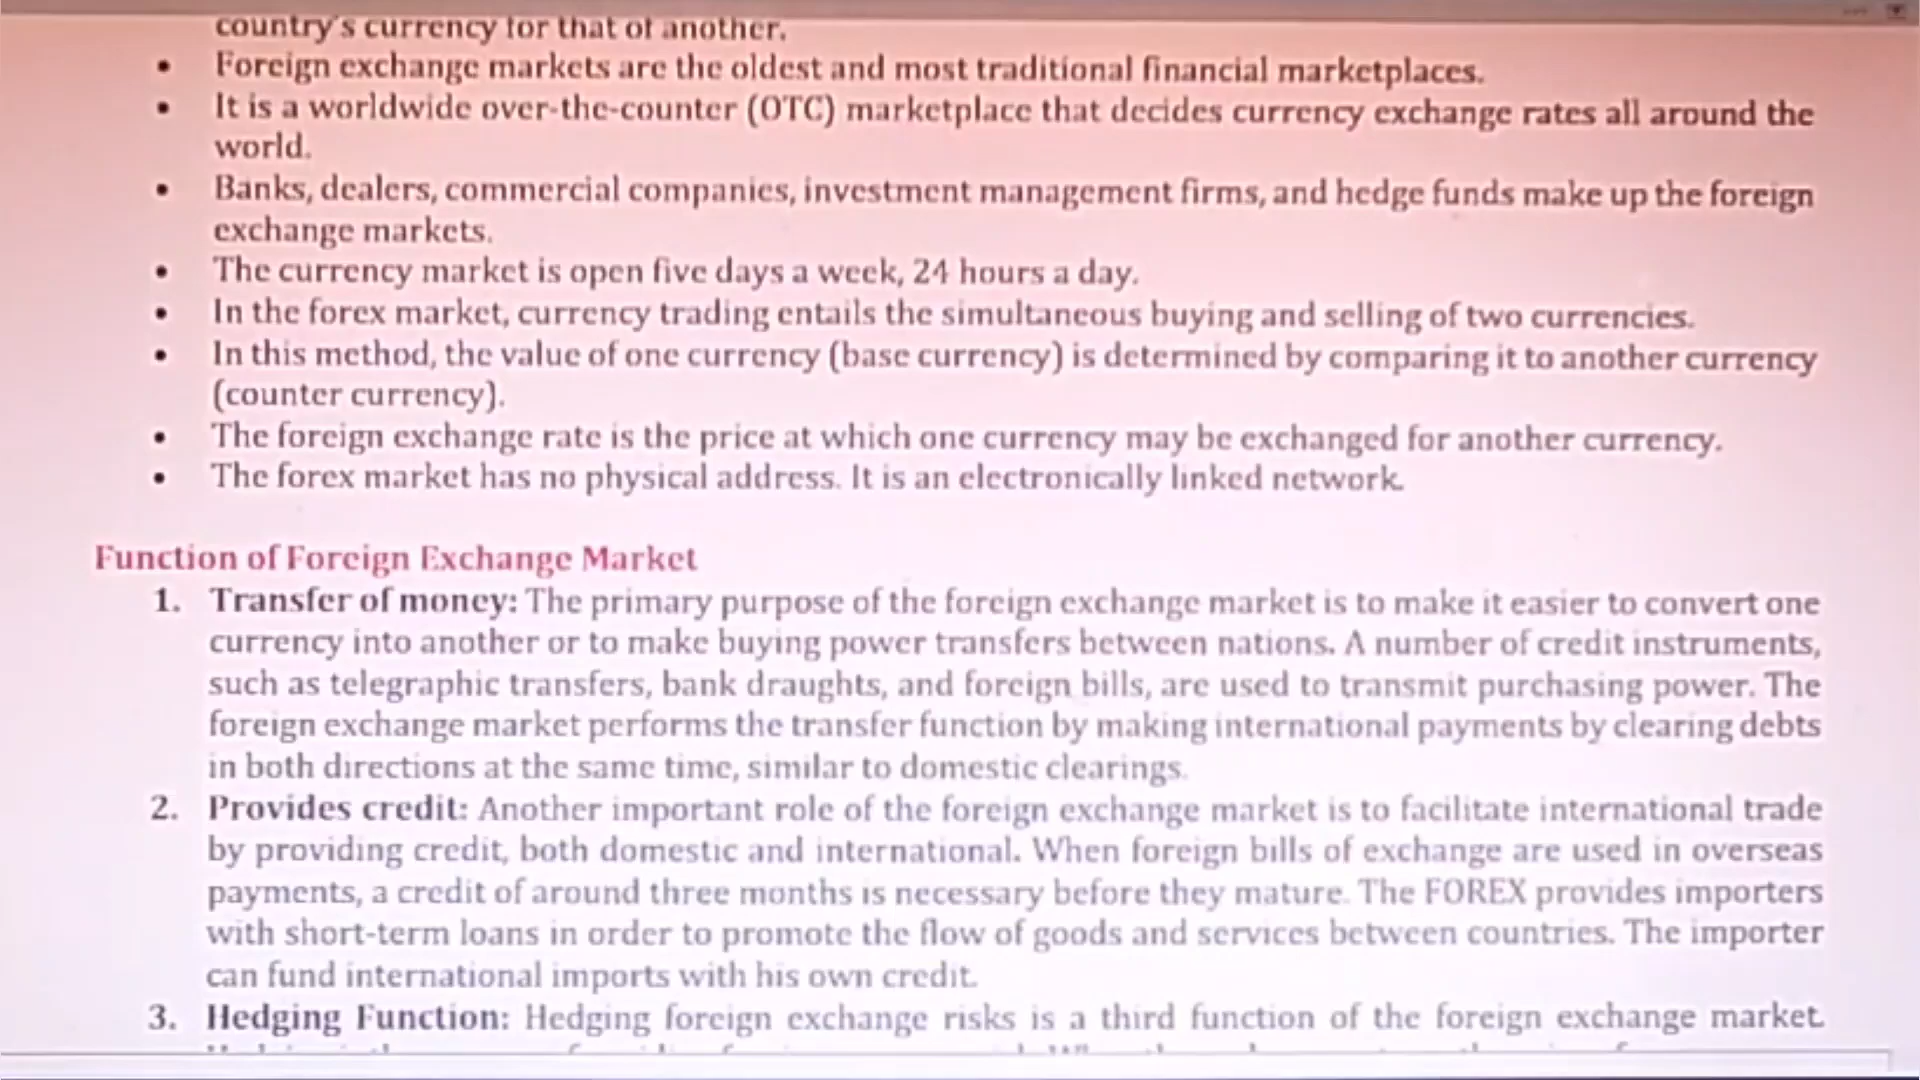 country's currency for that of another.
• Foreign exchange markets are the oldest and most traditional financial marketplaces.
• It is a worldwide over-the-counter (OTC) marketplace that decides currency exchange rates all around the
world.
• Banks, dealers, commercial companies, investment management firms, and hedge funds make up the foreign
exchange markets.
• The currency market is open five days a week, 24 hours a day.
• In the forex market, currency trading entails the simultaneous buying and selling of two currencies.
• In this method, the value of one currency (base currency) is determined by comparing it to another currency
(counter currency).
• The foreign exchange rate is the price at which one currency may be exchanged for another currency.
• The forex market has no physical address. It is an electronically linked network.
Function of Foreign Exchange Market
1. Transfer of money: The primary purpose of the foreign exchange market is to make it easier to convert one
currency into another or to make buying power transfers between nations. A number of credit instruments,
such as telegraphic transfers, bank draughts, and foreign bills, are used to transmit purchasing power. The
foreign exchange market performs the transfer function by making international payments by clearing debts
in both directions at the same time, similar to domestic clearings.
2. Provides credit: Another important role of the foreign exchange market is to facilitate international trade
by providing credit, both domestic and international. When foreign bills of exchange are used in overseas
payments, a credit of around three months is necessary before they mature. The FOREX provides importers
with short-term loans in order to promote the flow of goods and services between countries. The importer
can fund international imports with his own credit.
3. Hedging Function: Hedging foreign exchange risks is a third function of the foreign exchange market.